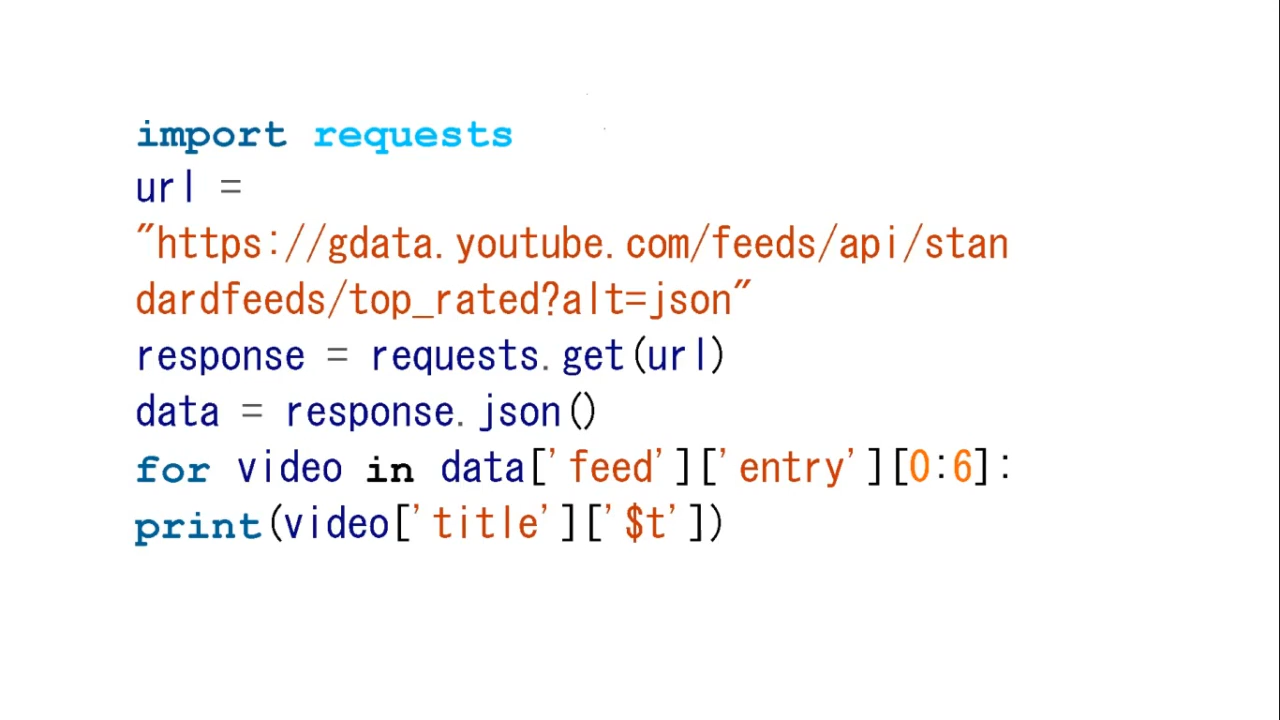 import requests
url =
"https://gdata.youtube.com/feeds/api/stan
dardfeeds/top_rated?alt=json"
response = requests.get(url)
data = response.json()
for video in data['feed']['entry'][0:6]:
print(video['title']['$t'])